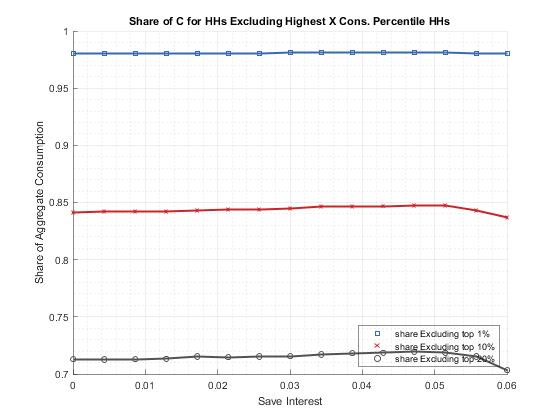 Share of C for HHs Excluding Highest X Cons. Percentile HHs
1
0.95
0.9
0.85
0.8
0.75
0.7
Share of Aggregate Consumption
share Excluding top 1%
share Excluding top 10%
share Excluding top 20%
0 0.01 0.02 0.03 0.04 0.05 0.06
Save Interest